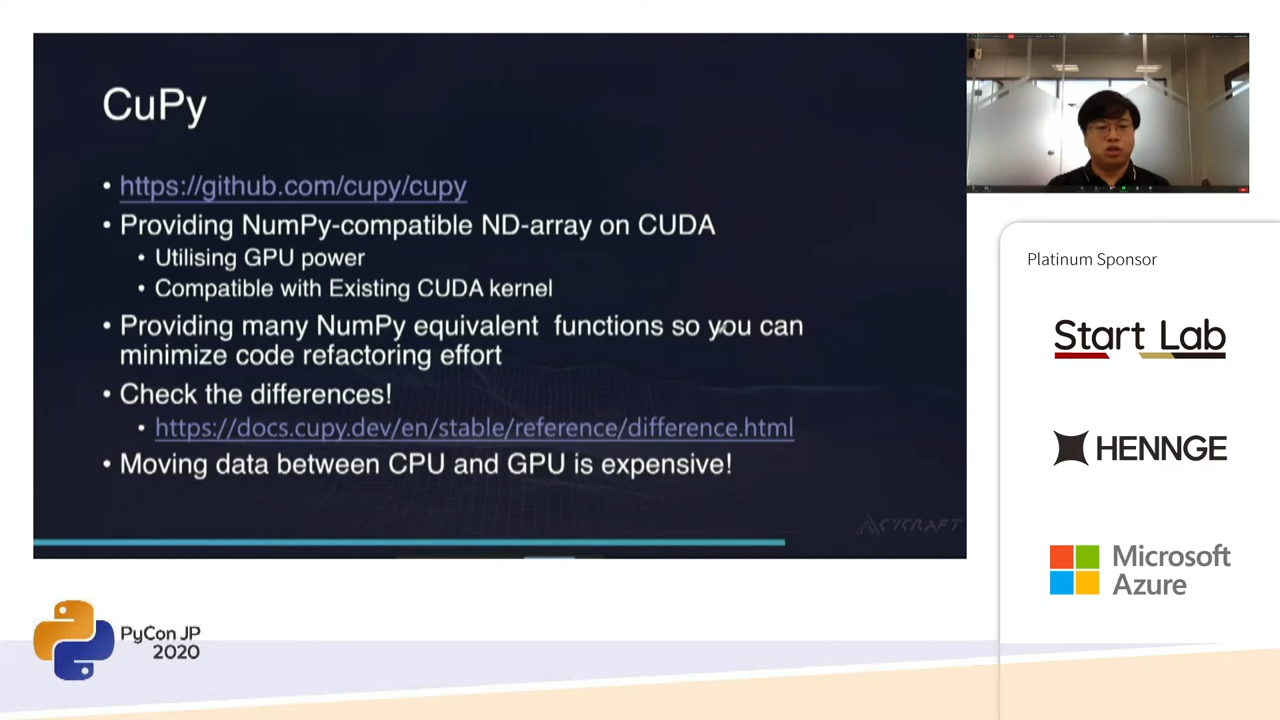 CuPy
• https://github.com/cupy/cupy
• Providing NumPy-compatible ND-array on CUDA
• Utilising GPU power
• Compatible with Existing CUDA kernel
• Providing many NumPy equivalent functions so you can
minimize code refactoring effort
• Check the differences!
• https://docs.cupy.dev/en/stable/reference/difference.html
• Moving data between CPU and GPU is expensive!
CYCRAFT
Platinum Sponsor
Start Lab
HENNGE
Microsoft
Azure
PyCon JP
2020